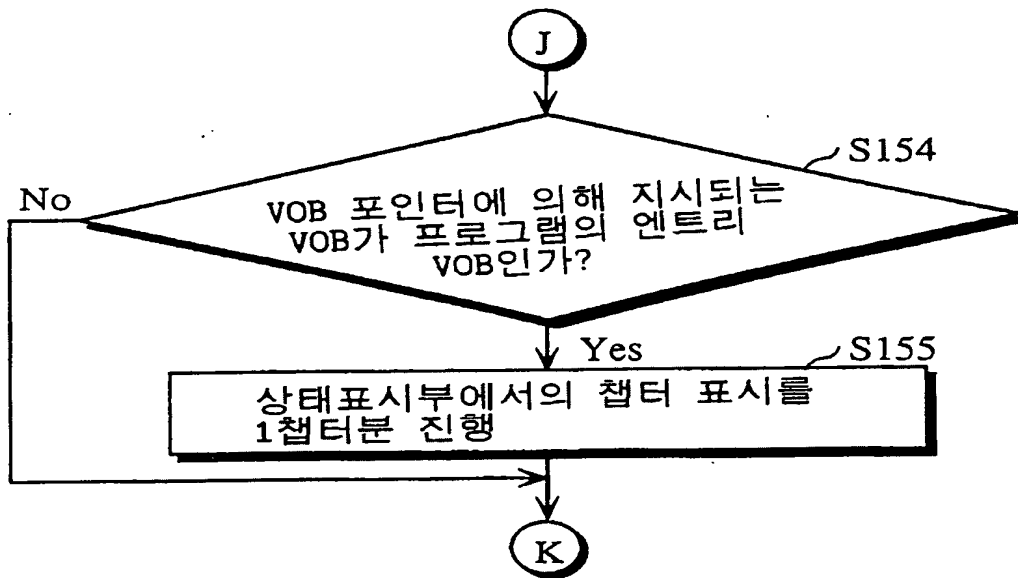 J
S154
No
VOB 포인터에 의해 지시되는
VOB가 프로그램의 엔트리
VOB인가?
Yes
S155
상태표시부에서의 챕터 표시를
1챕터분 진행
K